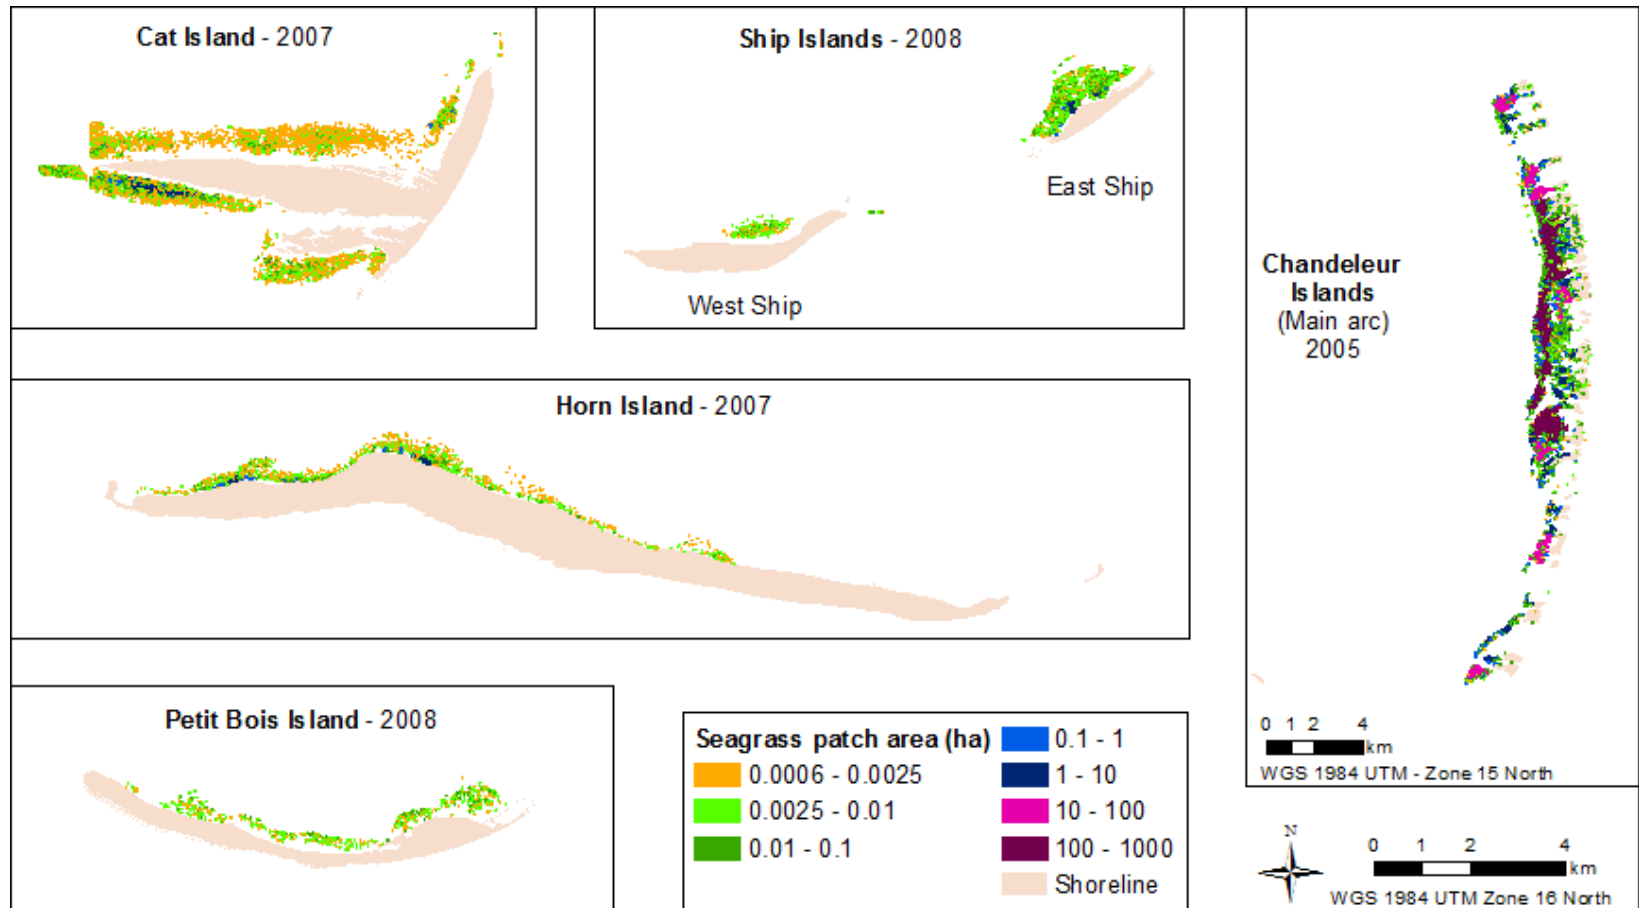 Cat Island - 2007
Ship Islands - 2008
East Ship
West Ship
Chandeleur
Islands
(Main arc)
2005
0 1 2 4
km
WGS 1984 UTM - Zone 15 North
Horn Island - 2007
Petit Bois Island - 2008
Seagrass patch area (ha)
0.0006 - 0.0025
0.0025 - 0.01
0.01 - 0.1
0.1 - 1
1 - 10
10 - 100
100 - 1000
Shoreline
N
0 1 2 4
km
WGS 1984 UTM Zone 16 North